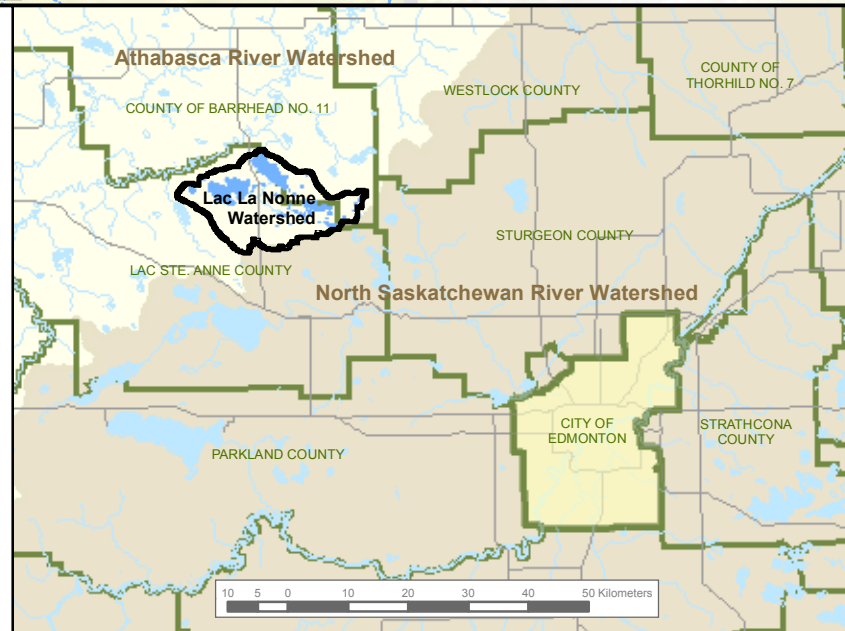 Athabasca River Watershed
COUNTY OF
THORHILD NO. 7
WESTLOCK COUNTY
COUNTY OF BARRHEAD NO. 11
Lac La Nonne
Watershed
STURGEON COUNTY
LAC STE. ANNE COUNTY
North Saskatchewan River Watershed
CITY OF
EDMONTON
STRATHCONA
COUNTY
PARKLAND COUNTY
10 5 0 10 20 30 40 50 Kilometers